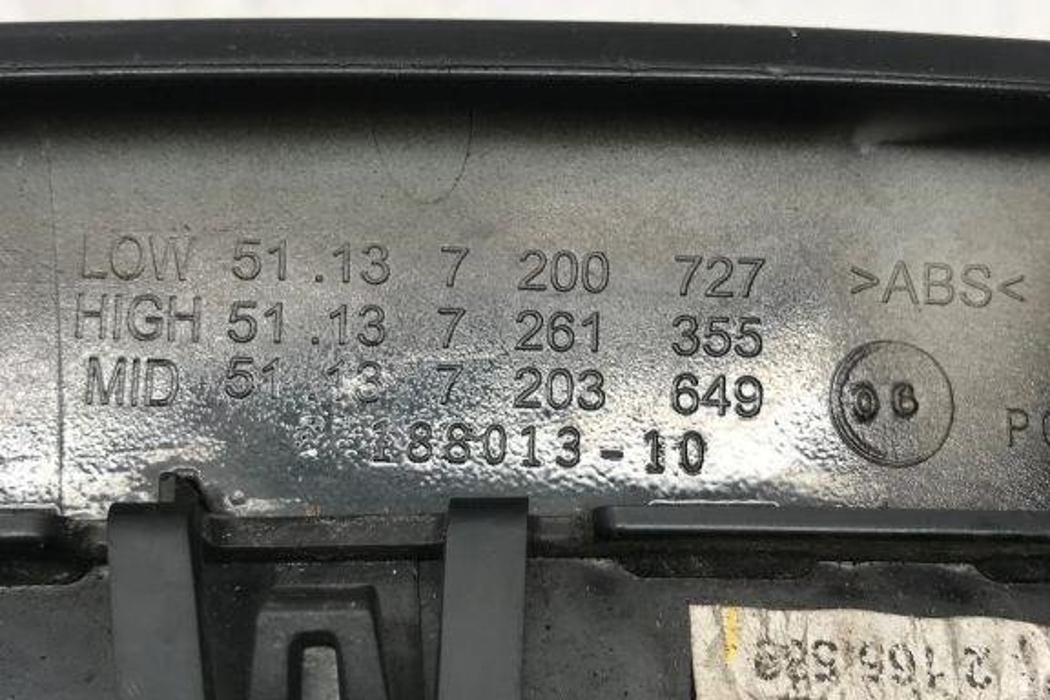 LOW 51.13 7 200 727 >ABS<
HIGH 51.13 7 261 355
MID 51.13 7 203 649
06
188013-10